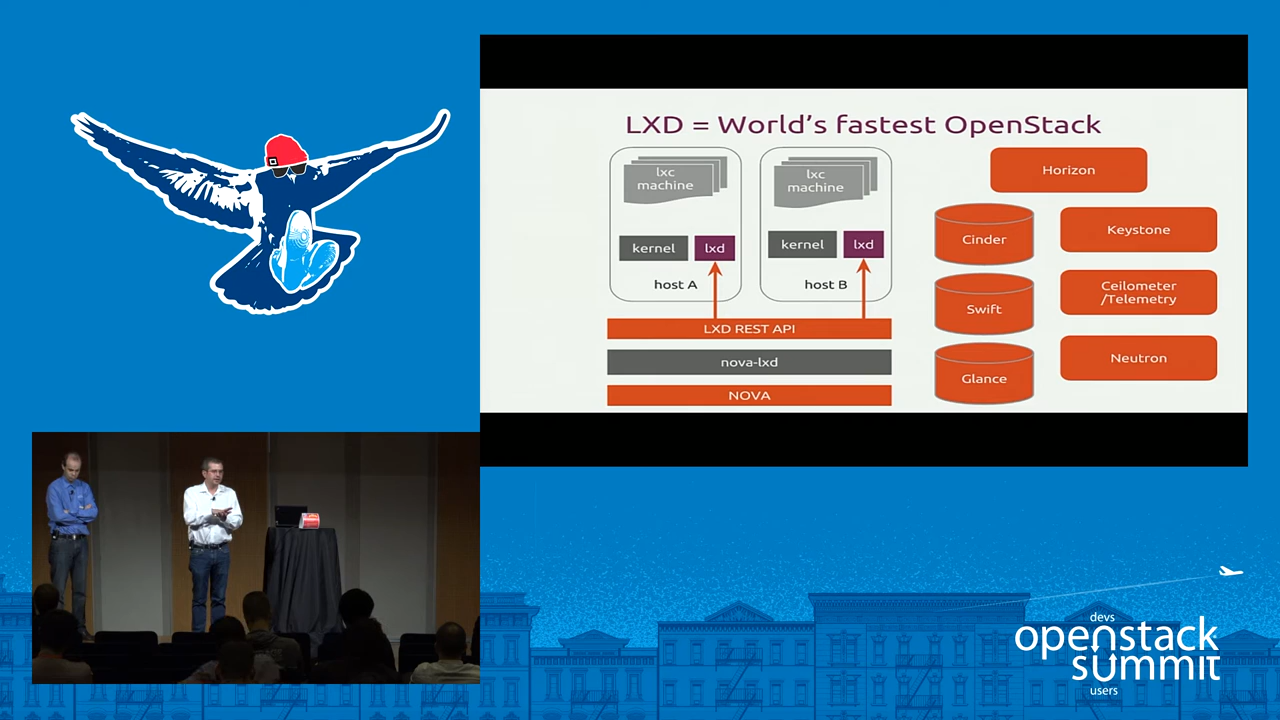 LXD = World's fastest OpenStack
lxc
machine
kernel
lxd
host A
lxc
machine
kernel
lxd
host B
LXD REST API
nova-lxd
NOVA
Horizon
Cinder
Keystone
Swift
Ceilometer
/Telemetry
Glance
Neutron
devs
openstack
summit
users